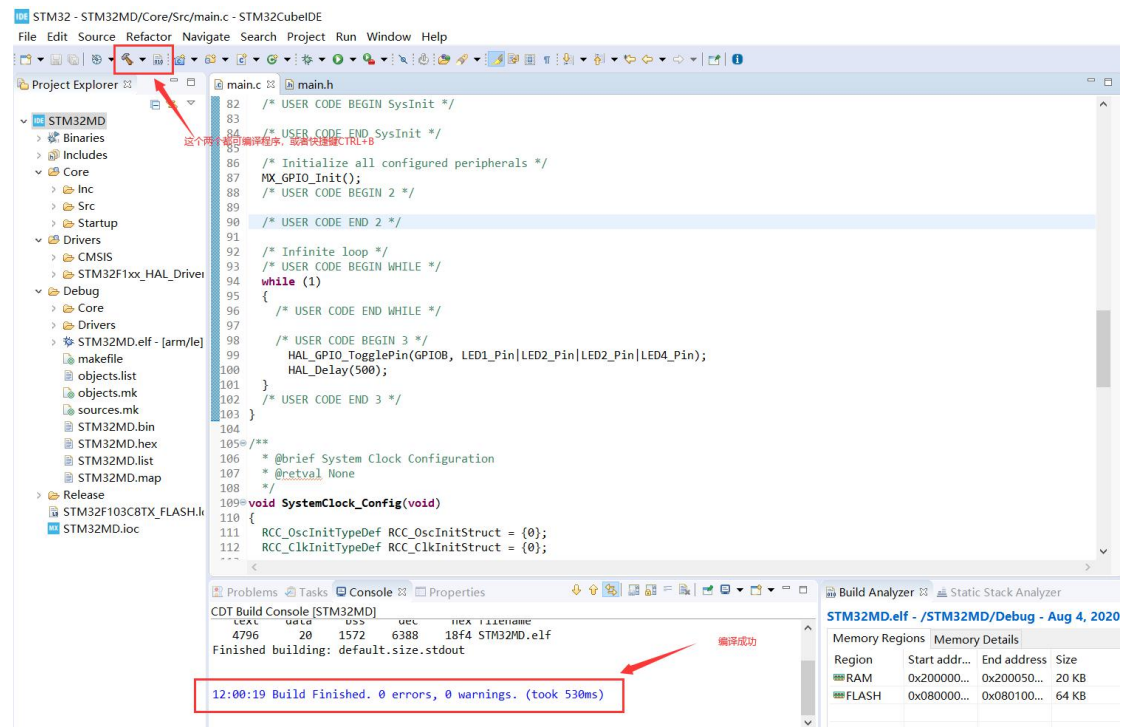 STM32 - STM32MD/Core/Src/main.c - STM32CubeIDE
File Edit Source Refactor Navigate Search Project Run Window Help
Project Explorer
STM32MD
Binaries
Includes
Core
Inc
Src
Startup
Drivers
CMSIS
STM32F1xx_HAL_Driver
Debug
Core
Drivers
STM32MD.elf - [arm/le]
makefile
objects.list
objects.mk
sources.mk
STM32MD.bin
STM32MD.hex
STM32MD.list
STM32MD.map
Release
STM32F103C8TX_FLASH.l
STM32MD.ioc
这个两个都可编译程序，或者快捷键CTRL+B
main.c main.h
82 /* USER CODE BEGIN SysInit */
83
84 /* USER CODE END SysInit */
85
86 /* Initialize all configured peripherals */
87 MX_GPIO_Init();
88 /* USER CODE BEGIN 2 */
89
90 /* USER CODE END 2 */
91
92 /* Infinite loop */
93 /* USER CODE BEGIN WHILE */
94 while (1)
95 {
96 /* USER CODE END WHILE */
97
98 /* USER CODE BEGIN 3 */
99 HAL_GPIO_TogglePin(GPIOB, LED1_Pin|LED2_Pin|LED2_Pin|LED4_Pin);
100 HAL_Delay(500);
101 }
102 /* USER CODE END 3 */
103 }
104
105 /**
106 * @brief System Clock Configuration
107 * @retval None
108 */
109 void SystemClock_Config(void)
110 {
111 RCC_OscInitTypeDef RCC_OscInitStruct = {0};
112 RCC_ClkInitTypeDef RCC_ClkInitStruct = {0};
Problems Tasks Console Properties
CDT Build Console [STM32MD]
text data bss dec hex filename
4796 20 1572 6388 18f4 STM32MD.elf
Finished building: default.size.stdout
编译成功
12:00:19 Build Finished. 0 errors, 0 warnings. (took 530ms)
Build Analyzer Static Stack Analyzer
STM32MD.elf - /STM32MD/Debug - Aug 4, 2020
Memory Regions Memory Details
Region Start addr... End address Size
RAM 0x200000... 0x200050... 20 KB
FLASH 0x080000... 0x080100... 64 KB